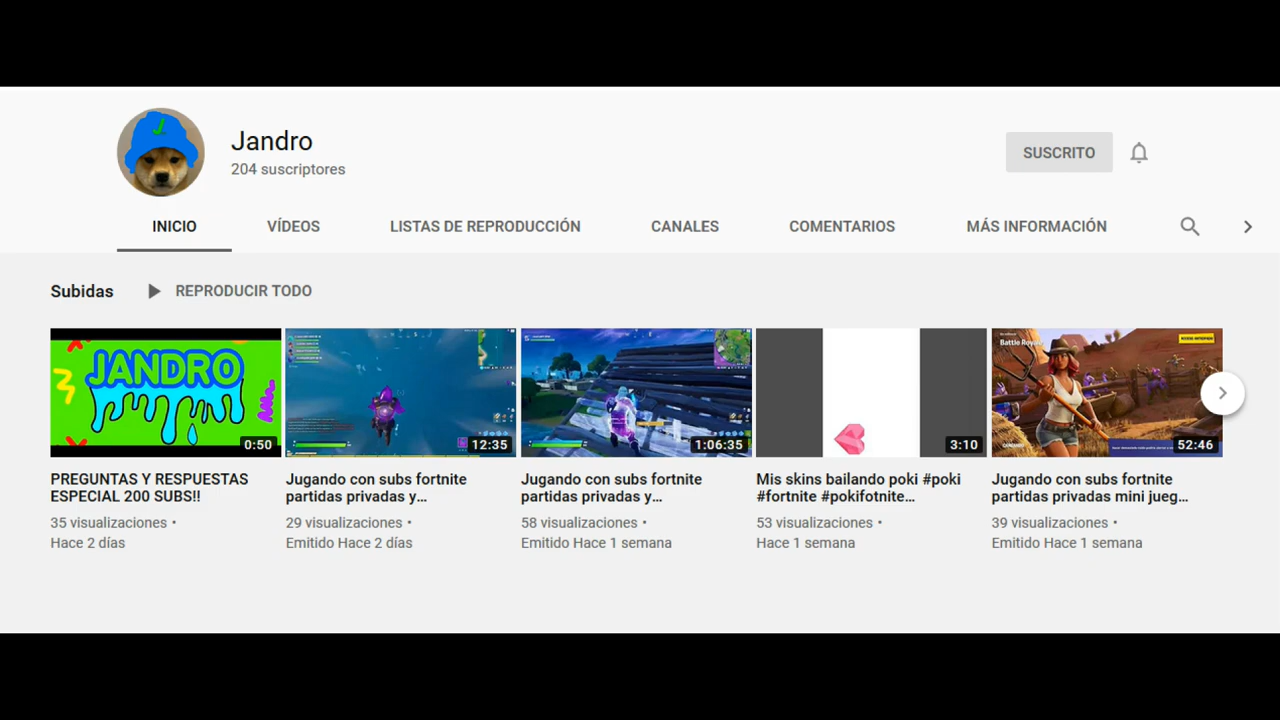 J
Jandro
204 suscriptores
SUSCRITO
INICIO
VÍDEOS
LISTAS DE REPRODUCCIÓN
CANALES
COMENTARIOS
MÁS INFORMACIÓN
Subidas
REPRODUCIR TODO
JANDRO
0:50
12:35
1:06:35
3:10
Battle Royale
52:46
PREGUNTAS Y RESPUESTAS
ESPECIAL 200 SUBS!!
35 visualizaciones •
Hace 2 días
Jugando con subs fortnite
partidas privadas y...
29 visualizaciones •
Emitido Hace 2 días
Jugando con subs fortnite
partidas privadas y...
58 visualizaciones •
Emitido Hace 1 semana
Mis skins bailando poki #poki
#fortnite #pokifotnite...
53 visualizaciones •
Hace 1 semana
Jugando con subs fortnite
partidas privadas mini jueg...
39 visualizaciones •
Emitido Hace 1 semana